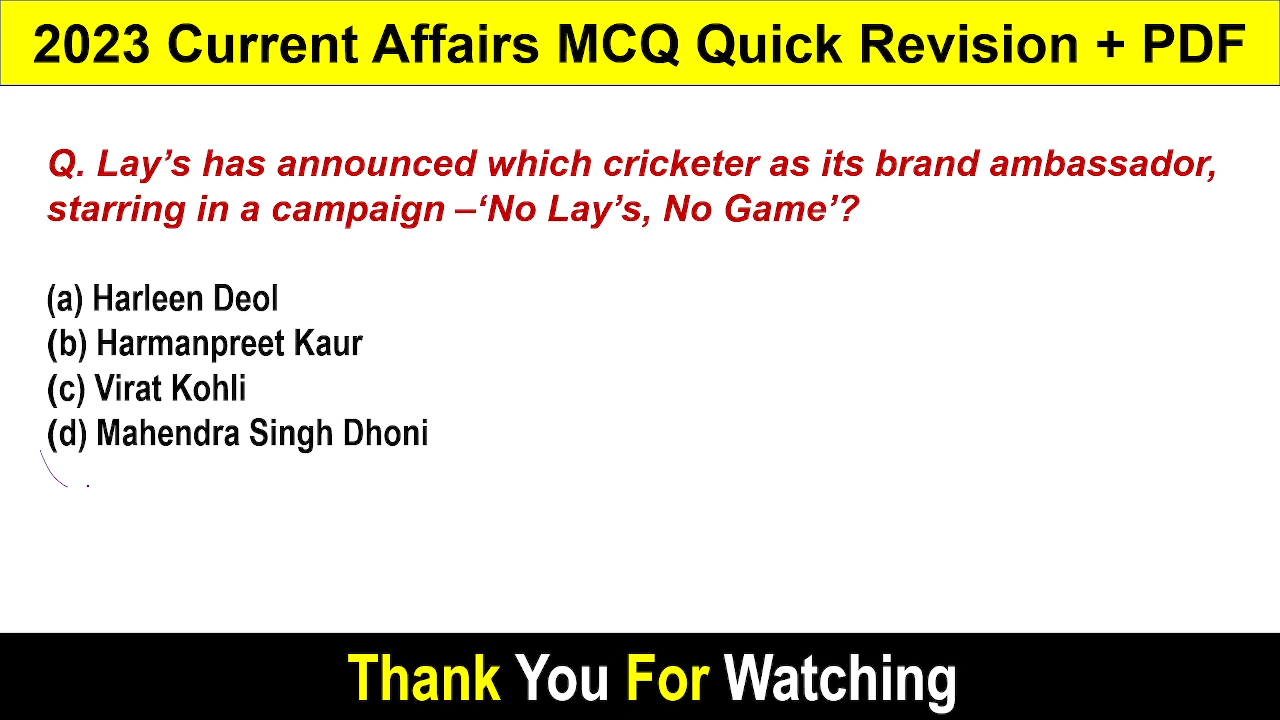 2023 Current Affairs MCQ Quick Revision + PDF
Q. Lay’s has announced which cricketer as its brand ambassador,
starring in a campaign –‘No Lay’s, No Game’?
(a) Harleen Deol
(b) Harmanpreet Kaur
(c) Virat Kohli
(d) Mahendra Singh Dhoni
Thank You For Watching